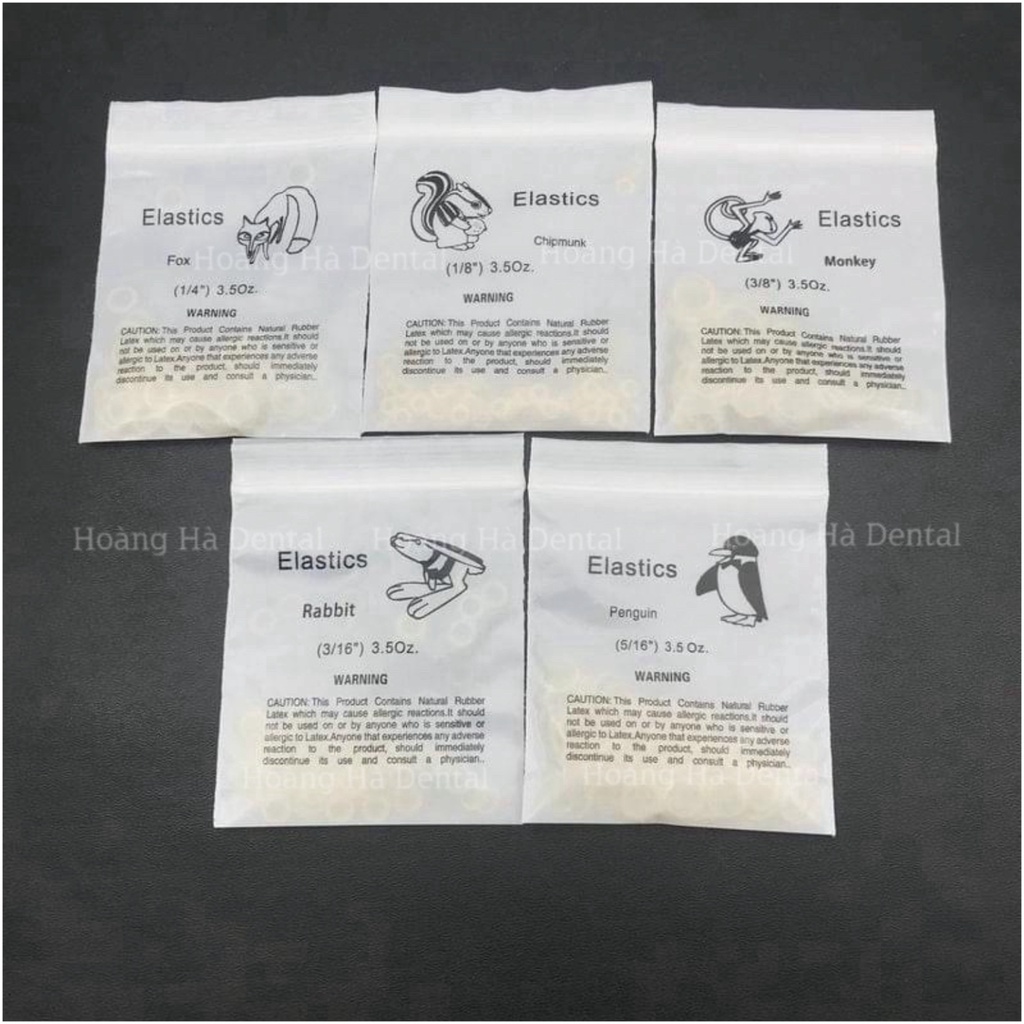 Elastics
Fox
(1/4") 3.5Oz.
WARNING
CAUTION: This Product Contains Natural Rubber
Latex which may cause allergic reactions.It should
not be used on or by anyone who is sensitive or
allergic to Latex.Anyone that experiences any adverse
reaction to the product, should immediately
discontinue its use and consult a physician..
Elastics
Chipmunk
(1/8") 3.5Oz.
WARNING
CAUTION: This Product Contains Natural Rubber
Latex which may cause allergic reactions.It should
not be used on or by anyone who is sensitive or
allergic to Latex.Anyone that experiences any adverse
reaction to the product, should immediately
discontinue its use and consult a physician..
Elastics
Monkey
(3/8") 3.5Oz.
WARNING
CAUTION: This Product Contains Natural Rubber
Latex which may cause allergic reactions.It should
not be used on or by anyone who is sensitive or
allergic to Latex.Anyone that experiences any adverse
reaction to the product, should immediately
discontinue its use and consult a physician..
Hoàng Hà Dental
Hoàng Hà Dental
Elastics
Rabbit
(3/16") 3.5Oz.
WARNING
CAUTION: This Product Contains Natural Rubber
Latex which may cause allergic reactions.It should
not be used on or by anyone who is sensitive or
allergic to Latex.Anyone that experiences any adverse
reaction to the product, should immediately
discontinue its use and consult a physician..
Elastics
Penguin
(5/16") 3.5 Oz.
WARNING
CAUTION: This Product Contains Natural Rubber
Latex which may cause allergic reactions.It should
not be used on or by anyone who is sensitive or
allergic to Latex.Anyone that experiences any adverse
reaction to the product, should immediately
discontinue its use and consult a physician..
Hoàng Hà Dental
Hoàng Hà Dental
Hoàng Hà Dental
Hoàng Hà Dental
Hoàng Hà Dental